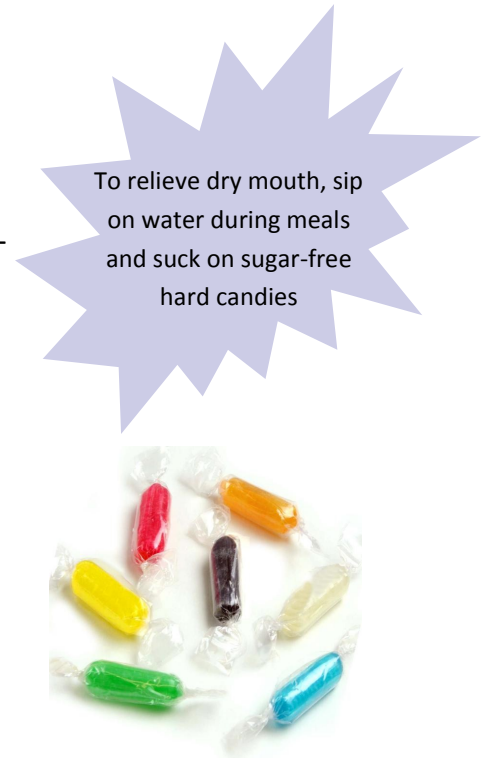 To relieve dry mouth, sip
on water during meals
and suck on sugar-free
hard candies